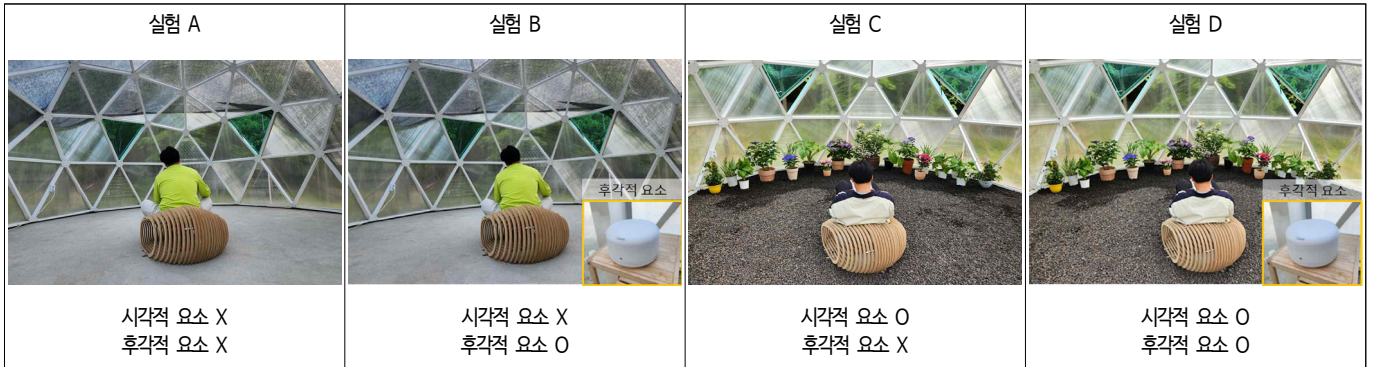 실험 A
실험 B
실험 C
실험 D
후각적 요소
후각적 요소
시각적 요소 X
후각적 요소 X
시각적 요소 X
후각적 요소 O
시각적 요소 O
후각적 요소 X
시각적 요소 O
후각적 요소 O